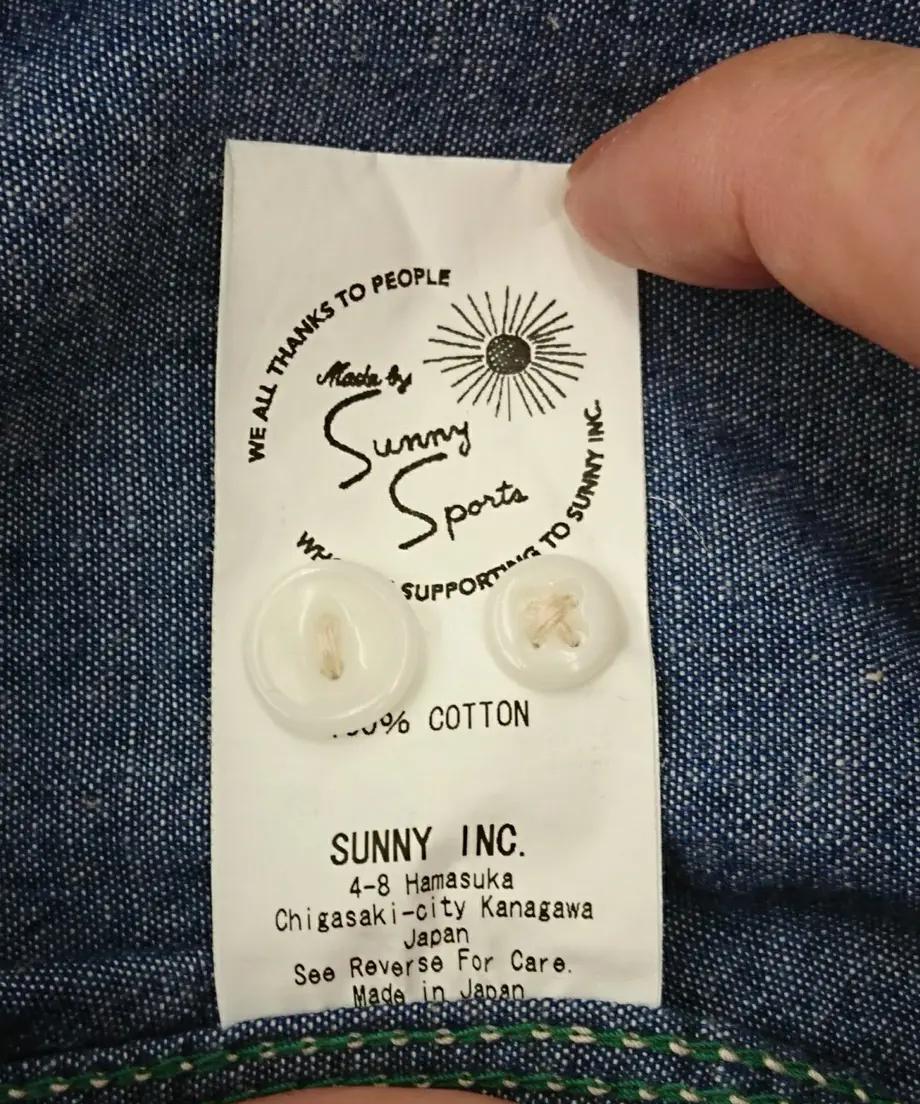 WE ALL THANKS TO PEOPLE
Made by
Sunny
Sports
SUPPORTING TO SUNNY INC.
% COTTON
SUNNY INC.
4-8 Hamasuka
Chigasaki-city Kanagawa
Japan
See Reverse For Care.
Made in Japan